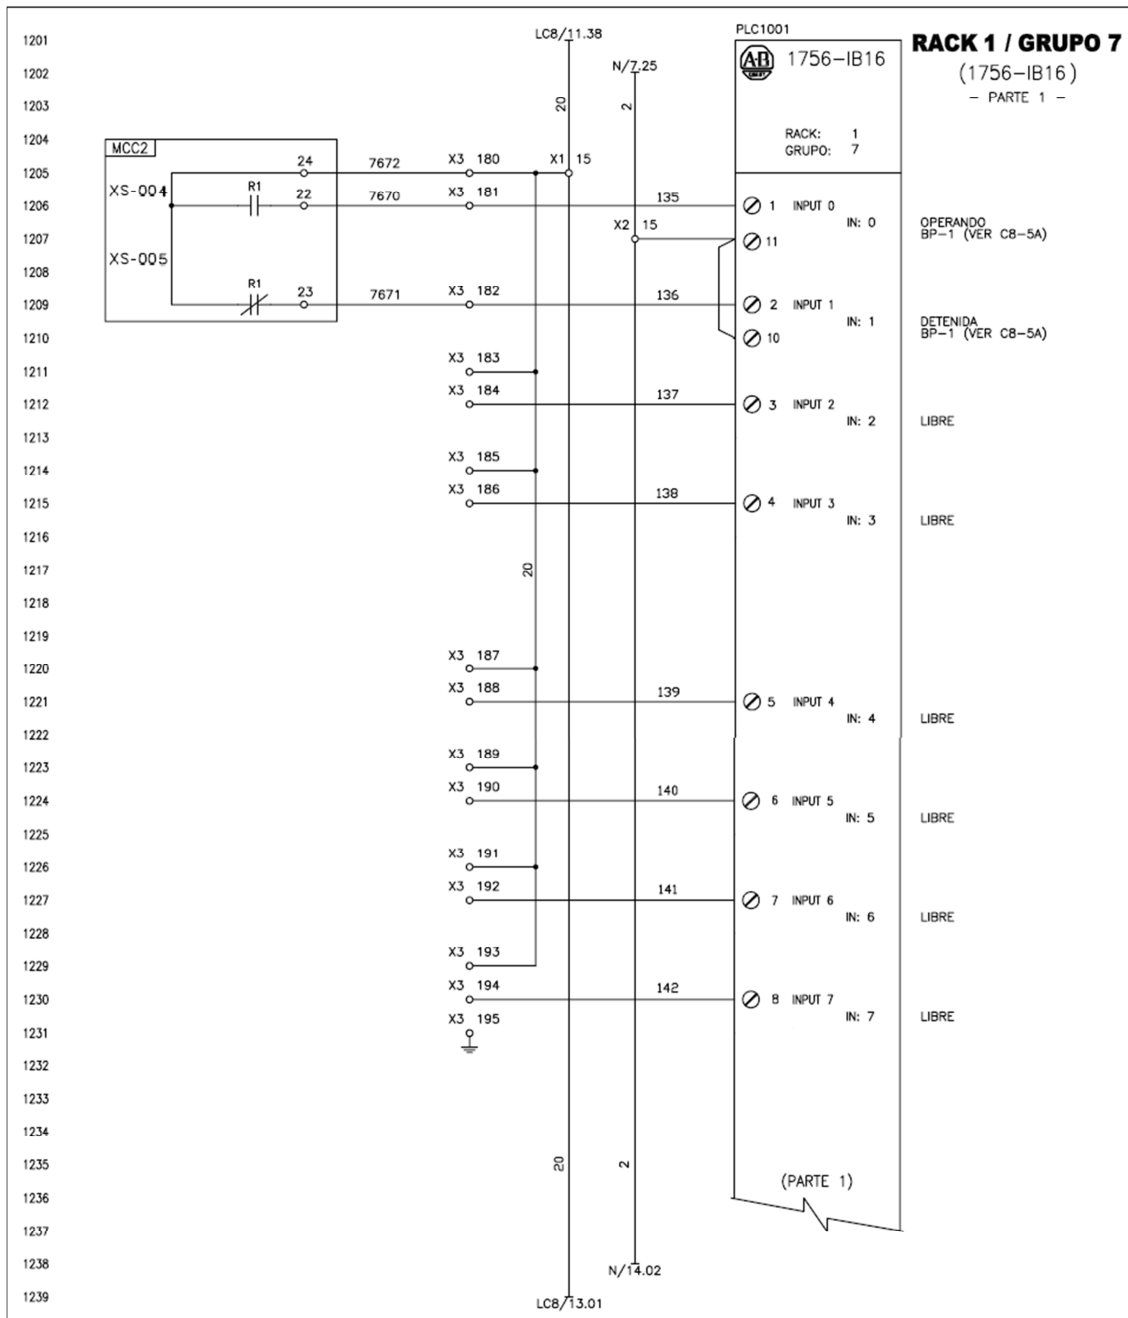 1201 LC8/11.38 PLC1001 RACK 1 / GRUPO 7
1202 N/7.25 A-B 1756-IB16 (1756-IB16)
1203 20 2 - PARTE 1 -
1204 MCC2 RACK: 1
GRUPO: 7
1205 24 7672 X3 180 X1 15
1206 XS-004 R1 22 7670 X3 181 135 1 INPUT 0
IN: 0 OPERANDO
BP-1 (VER C8-5A)
1207 X2 15 11
1208 XS-005
1209 R1 23 7671 X3 182 136 2 INPUT 1
IN: 1 DETENIDA
BP-1 (VER C8-5A)
1210 10
1211 X3 183
1212 X3 184 137 3 INPUT 2
IN: 2 LIBRE
1213
1214 X3 185
1215 X3 186 138 4 INPUT 3
IN: 3 LIBRE
1216
1217 20
1218
1219
1220 X3 187
1221 X3 188 139 5 INPUT 4
IN: 4 LIBRE
1222
1223 X3 189
1224 X3 190 140 6 INPUT 5
IN: 5 LIBRE
1225
1226 X3 191
1227 X3 192 141 7 INPUT 6
IN: 6 LIBRE
1228
1229 X3 193
1230 X3 194 142 8 INPUT 7
IN: 7 LIBRE
1231 X3 195
1232
1233
1234
1235 20 2
(PARTE 1)
1236
1237
1238 N/14.02
1239 LC8/13.01